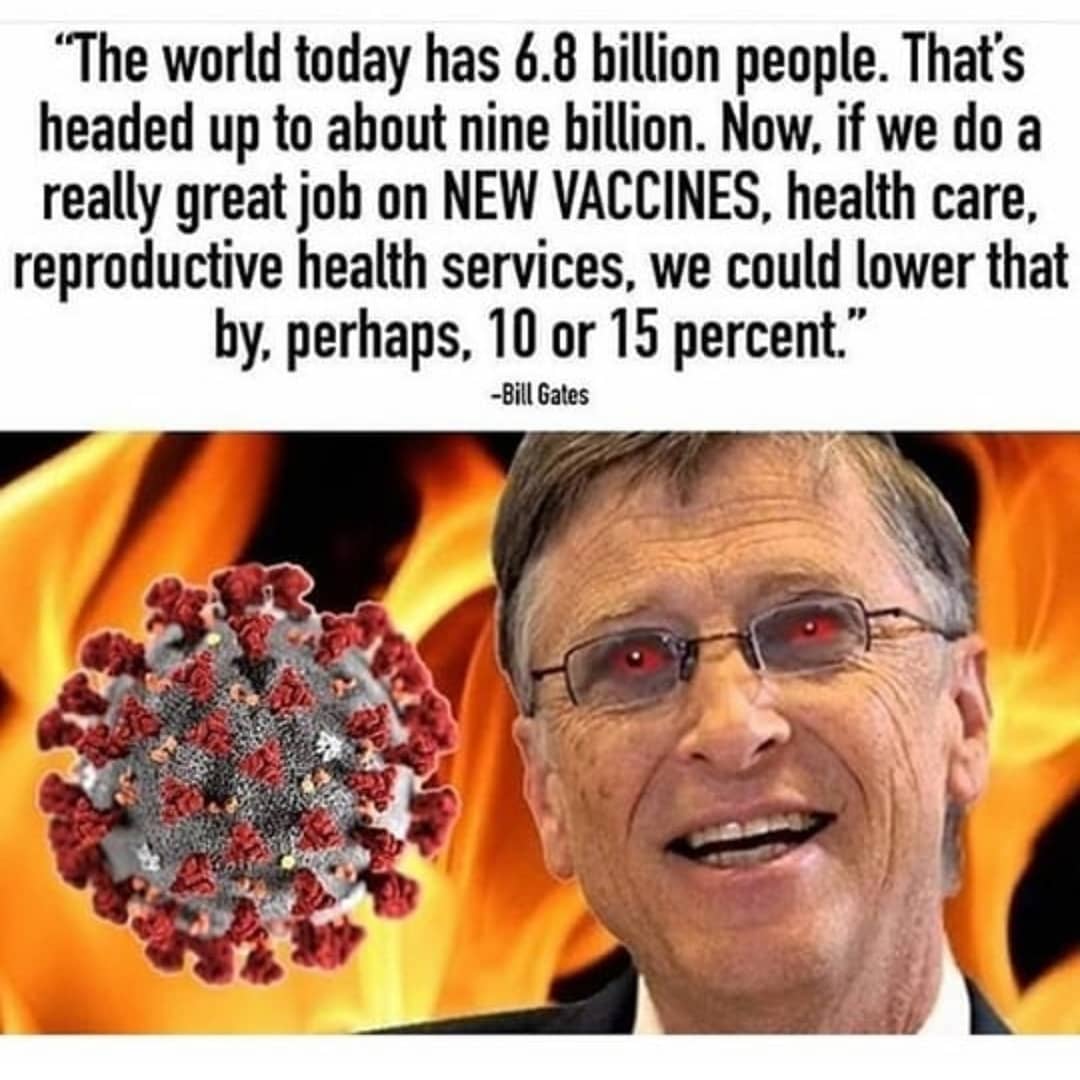 “The world today has 6.8 billion people. That’s
headed up to about nine billion. Now, if we do a
really great job on NEW VACCINES, health care,
reproductive health services, we could lower that
by, perhaps, 10 or 15 percent.”
-Bill Gates